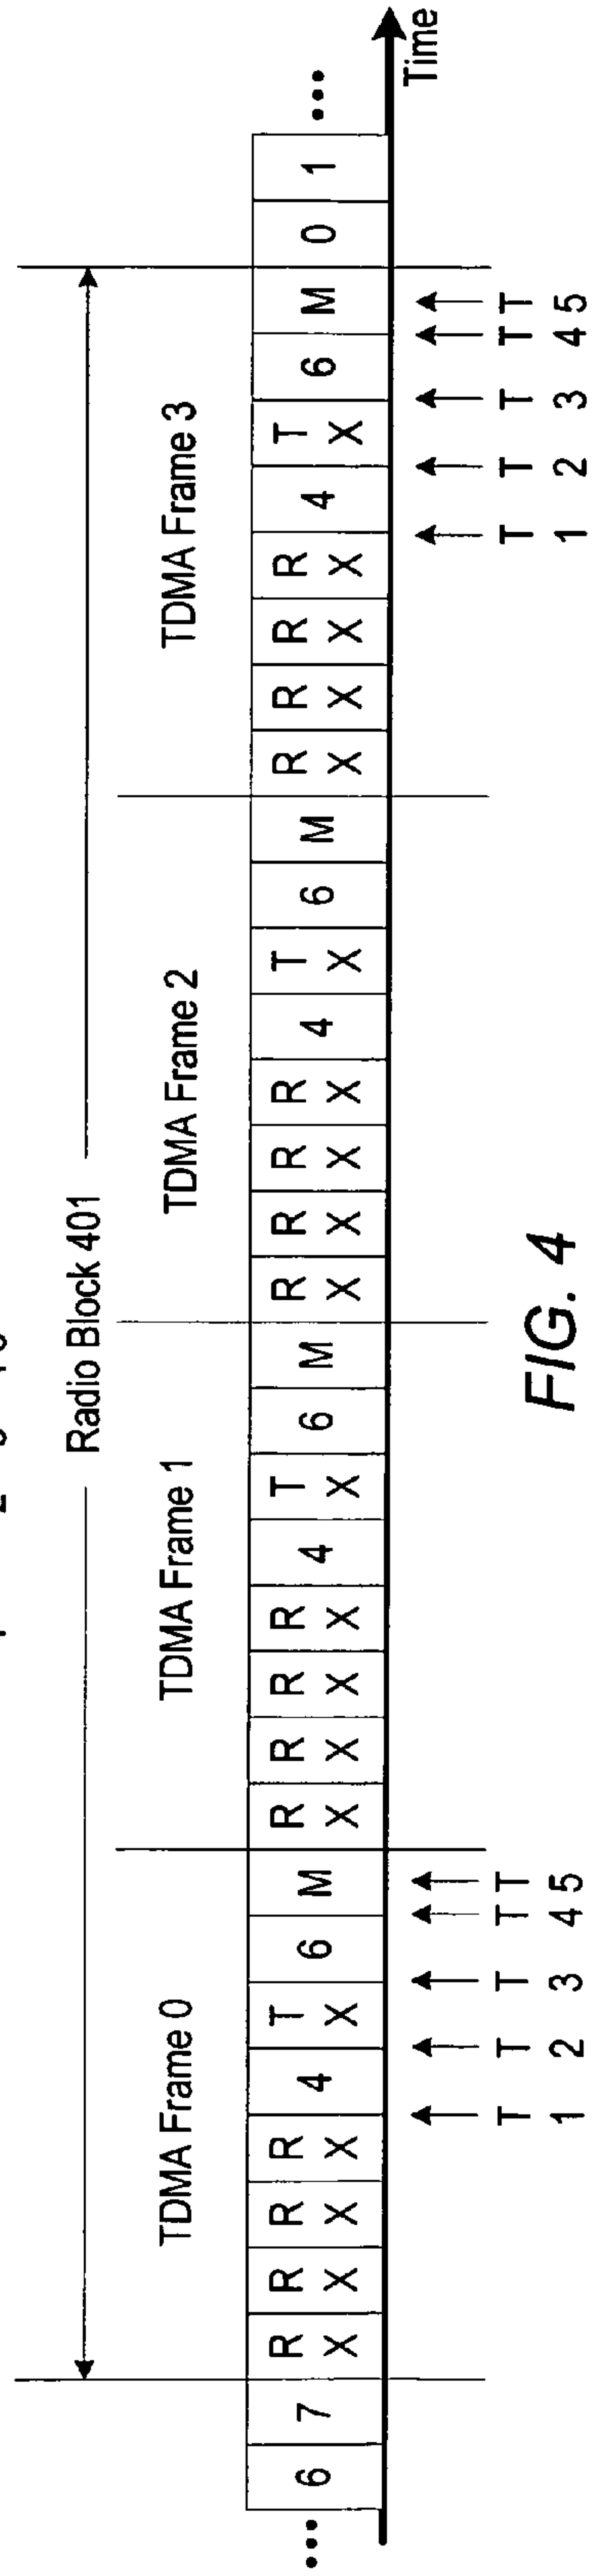 Radio Block 401
TDMA Frame 0 TDMA Frame 1 TDMA Frame 2 TDMA Frame 3
... 6 7 RX RX RX RX 4 TX 6 M RX RX RX RX 4 TX 6 M RX RX RX RX 4 TX 6 M RX RX RX RX 4 TX 6 M 0 1 ...
Time
T1 T2 T3 T4 T5 T1 T2 T3 T4 T5
FIG. 4